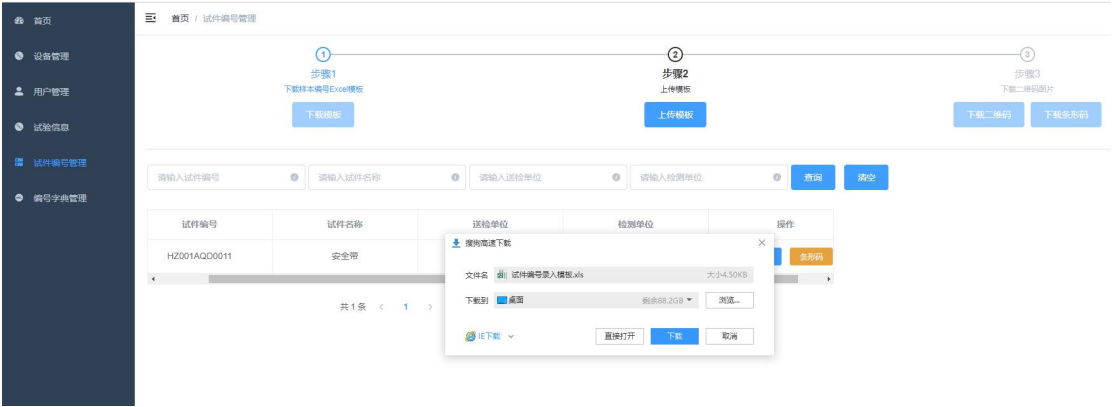 首页
设备管理
用户管理
试验信息
试件编号管理
编号字典管理
首页 / 试件编号管理
1
步骤1
下载样本编号Excel模板
下载模板
2
步骤2
上传模板
上传模板
3
步骤3
下载二维码图片
下载二维码 下载条形码
请输入试件编号 请输入试件名称 请输入送检单位 请输入检测单位 查询 清空
试件编号 试件名称 送检单位 检测单位 操作
HZ001AQD0011 安全带 条形码
共 1 条 < 1 >
搜狗高速下载
文件名 试件编号录入模板.xls 大小4.50KB
下载到 桌面 剩余88.2GB 浏览...
IE下载 直接打开 下载 取消